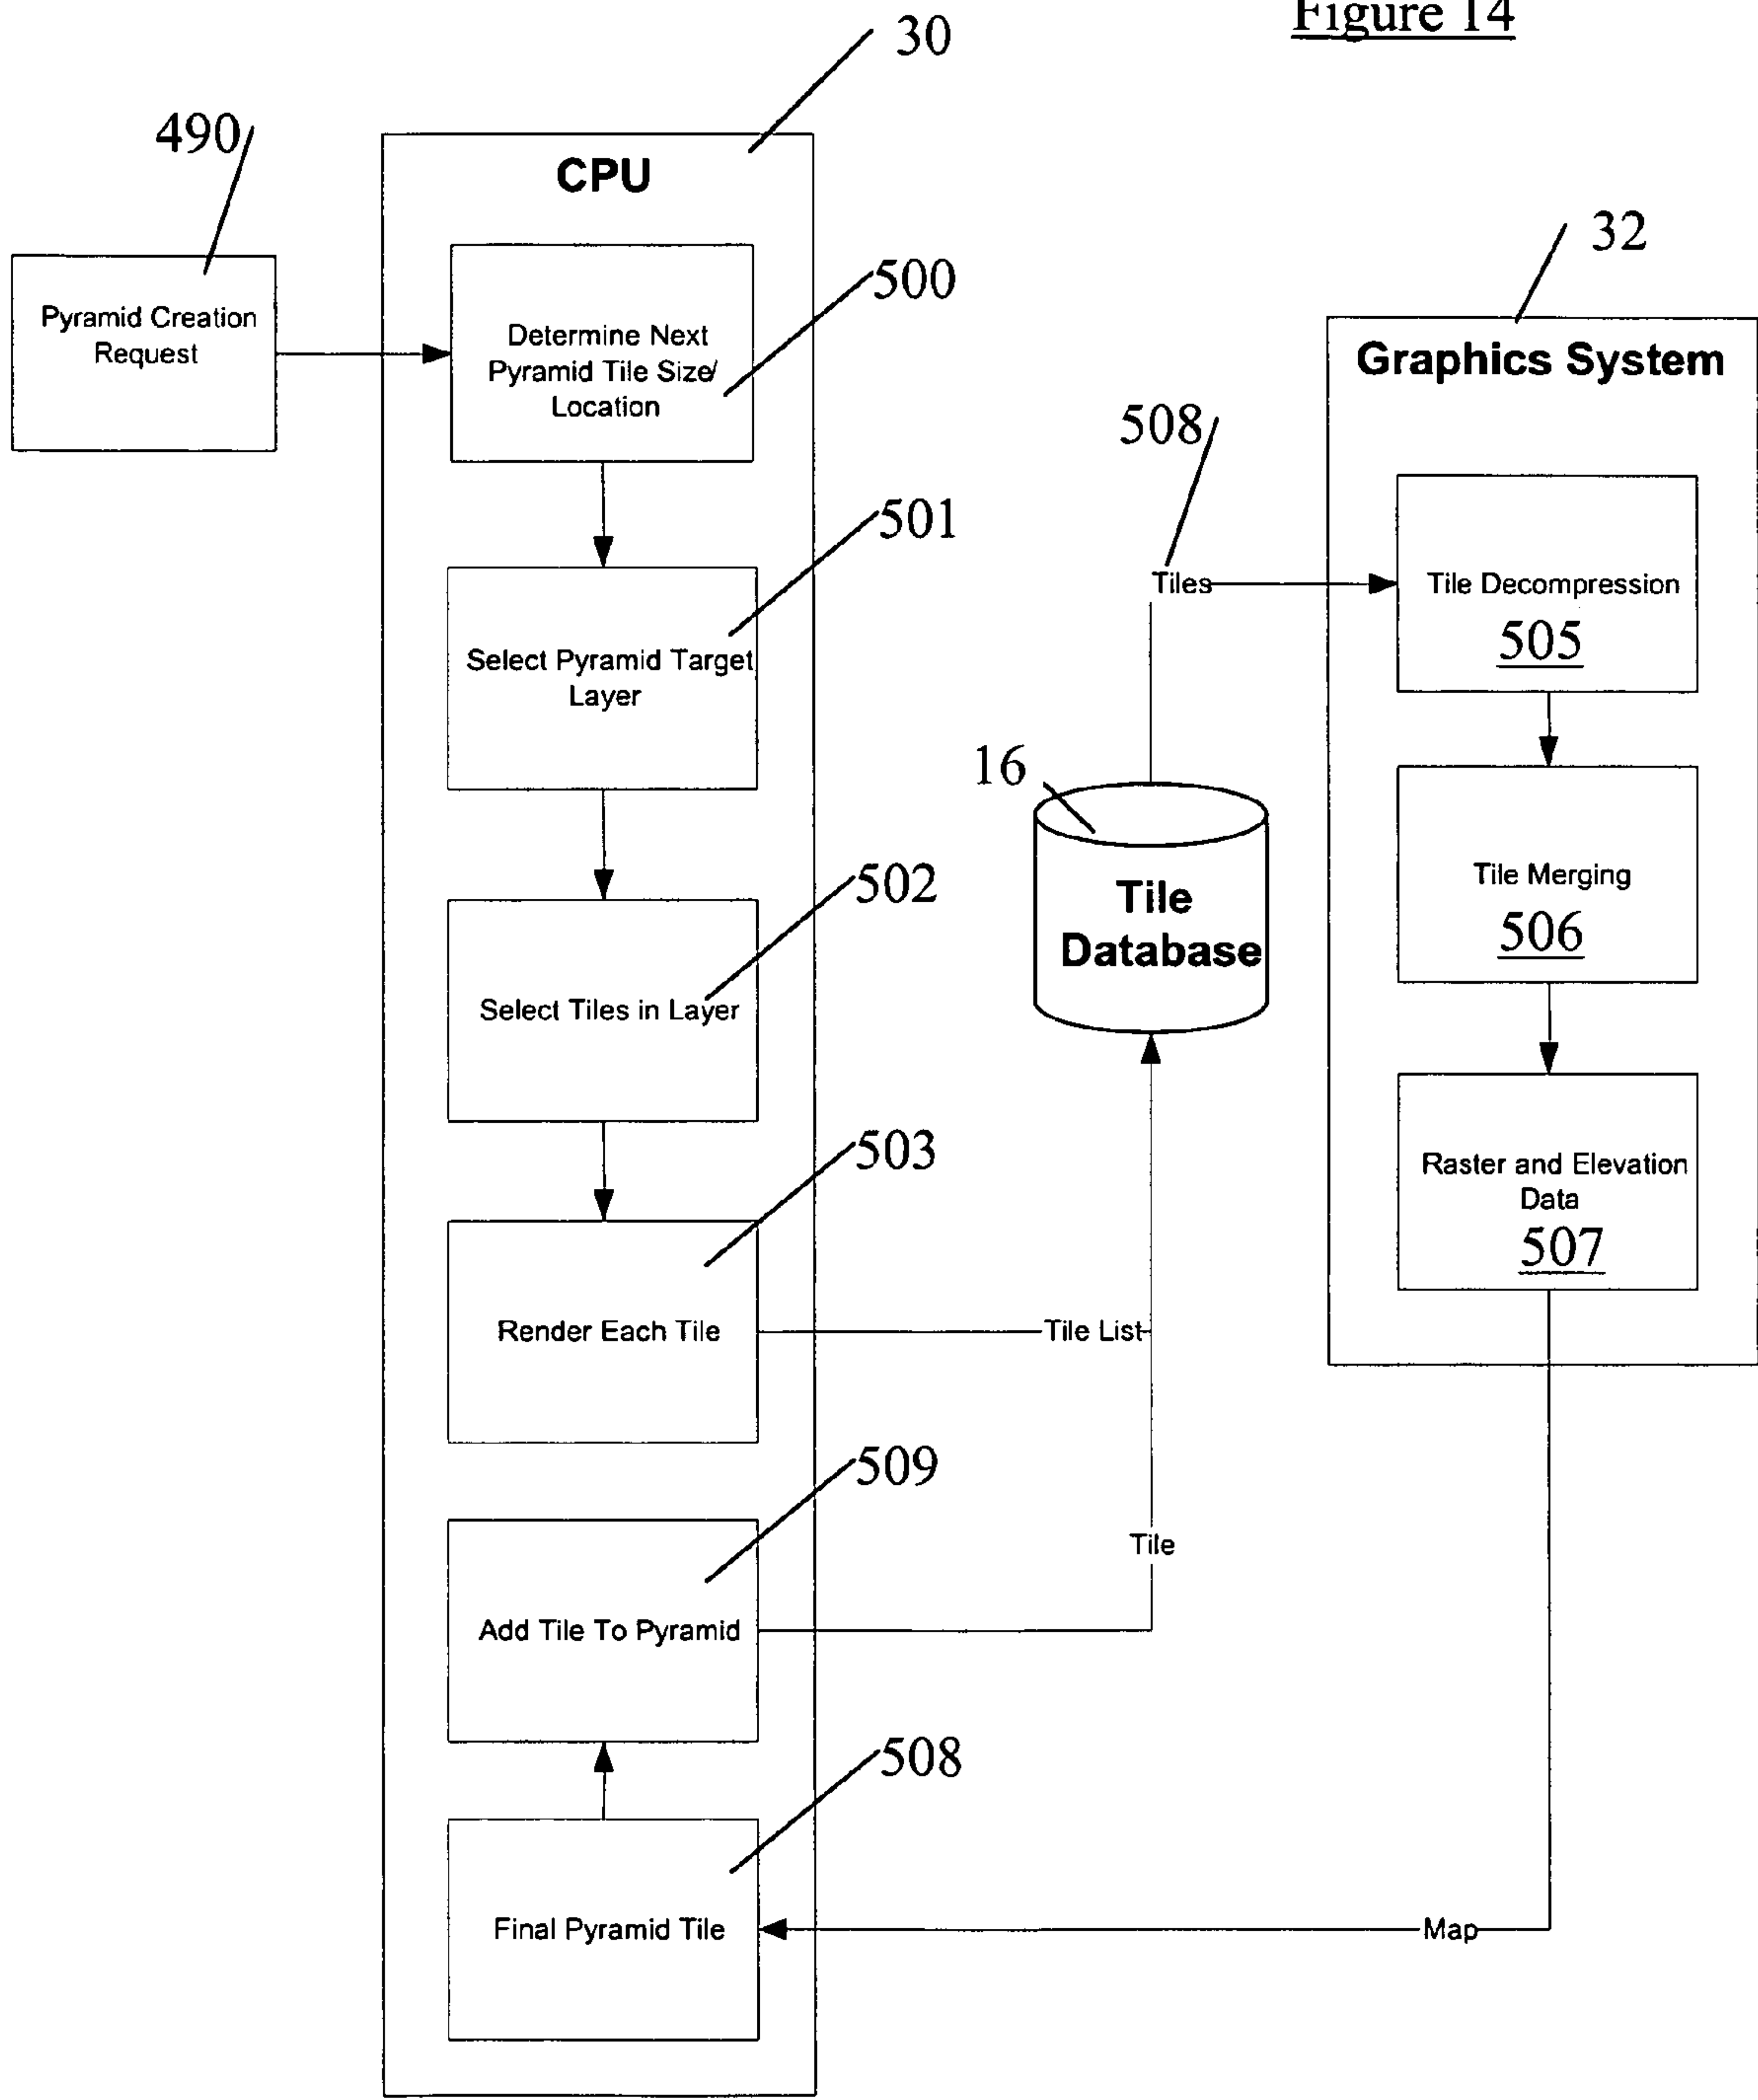 Figure 14
30
490
CPU
32
Pyramid Creation
Request
500
Determine Next
Pyramid Tile Size/
Location
Graphics System
508
501
Tiles
Tile Decompression
505
Select Pyramid Target
Layer
16
502
Tile
Database
Tile Merging
506
Select Tiles in Layer
503
Raster and Elevation
Data
507
Render Each Tile
Tile List
509
Tile
Add Tile To Pyramid
508
Final Pyramid Tile
Map